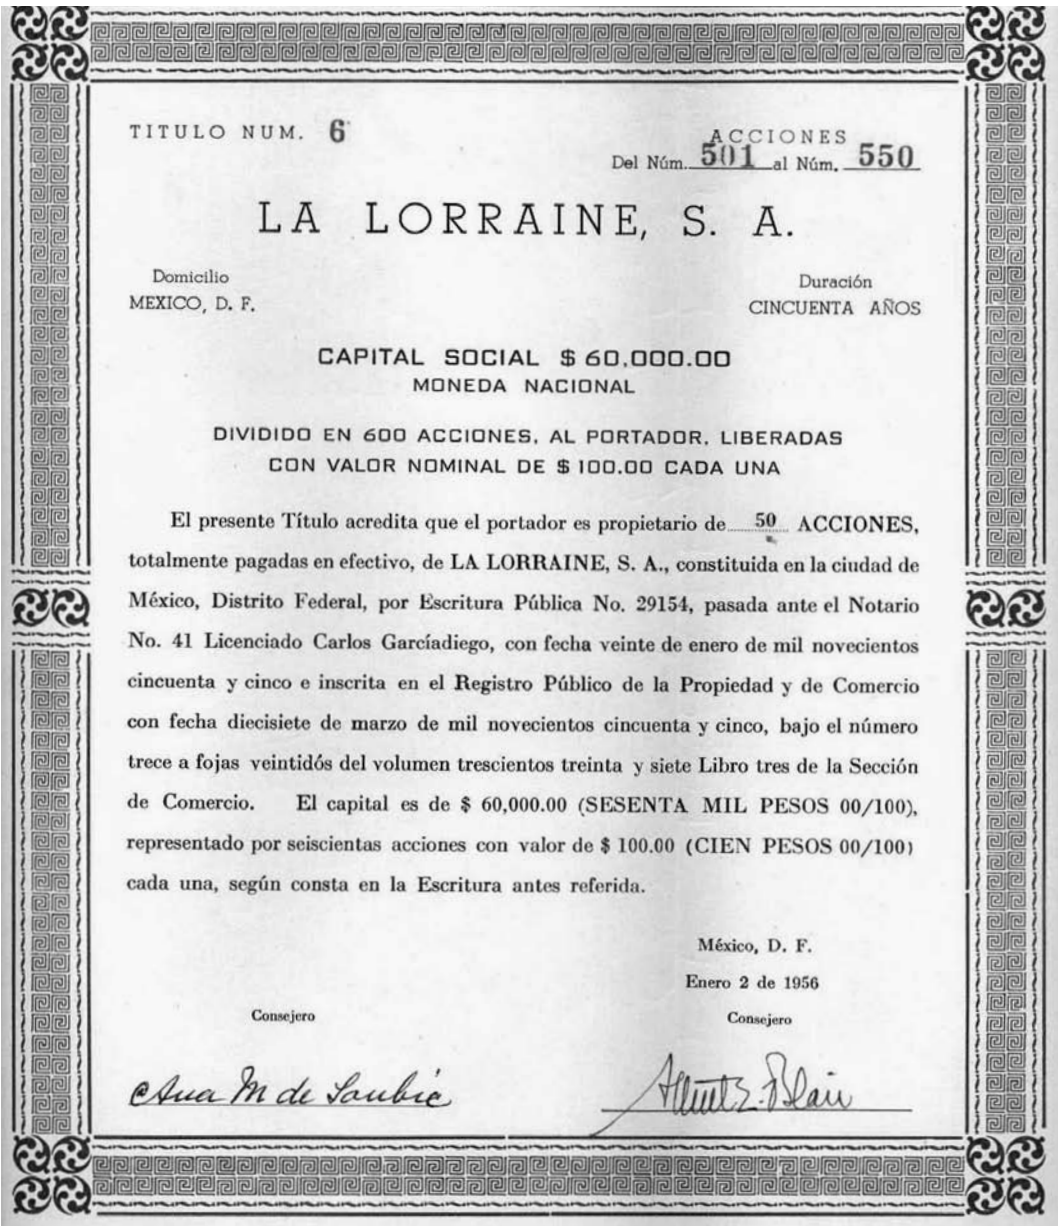 TITULO NUM. 6
ACCIONES
Del Núm. 501 al Núm. 550
LA LORRAINE, S. A.
Domicilio
MEXICO, D. F.
Duración
CINCUENTA AÑOS
CAPITAL SOCIAL $ 60,000.00
MONEDA NACIONAL
DIVIDIDO EN 600 ACCIONES, AL PORTADOR, LIBERADAS
CON VALOR NOMINAL DE $ 100.00 CADA UNA
El presente Título acredita que el portador es propietario de 50 ACCIONES,
totalmente pagadas en efectivo, de LA LORRAINE, S. A., constituida en la ciudad de
México, Distrito Federal, por Escritura Pública No. 29154, pasada ante el Notario
No. 41 Licenciado Carlos Garcíadiego, con fecha veinte de enero de mil novecientos
cincuenta y cinco e inscrita en el Registro Público de la Propiedad y de Comercio
con fecha diecisiete de marzo de mil novecientos cincuenta y cinco, bajo el número
trece a fojas veintidós del volumen trescientos treinta y siete Libro tres de la Sección
de Comercio. El capital es de $ 60,000.00 (SESENTA MIL PESOS 00/100),
representado por seiscientas acciones con valor de $ 100.00 (CIEN PESOS 00/100)
cada una, según consta en la Escritura antes referida.
México, D. F.
Enero 2 de 1956
Consejero
Consejero
Ana M de Soubie
Blair